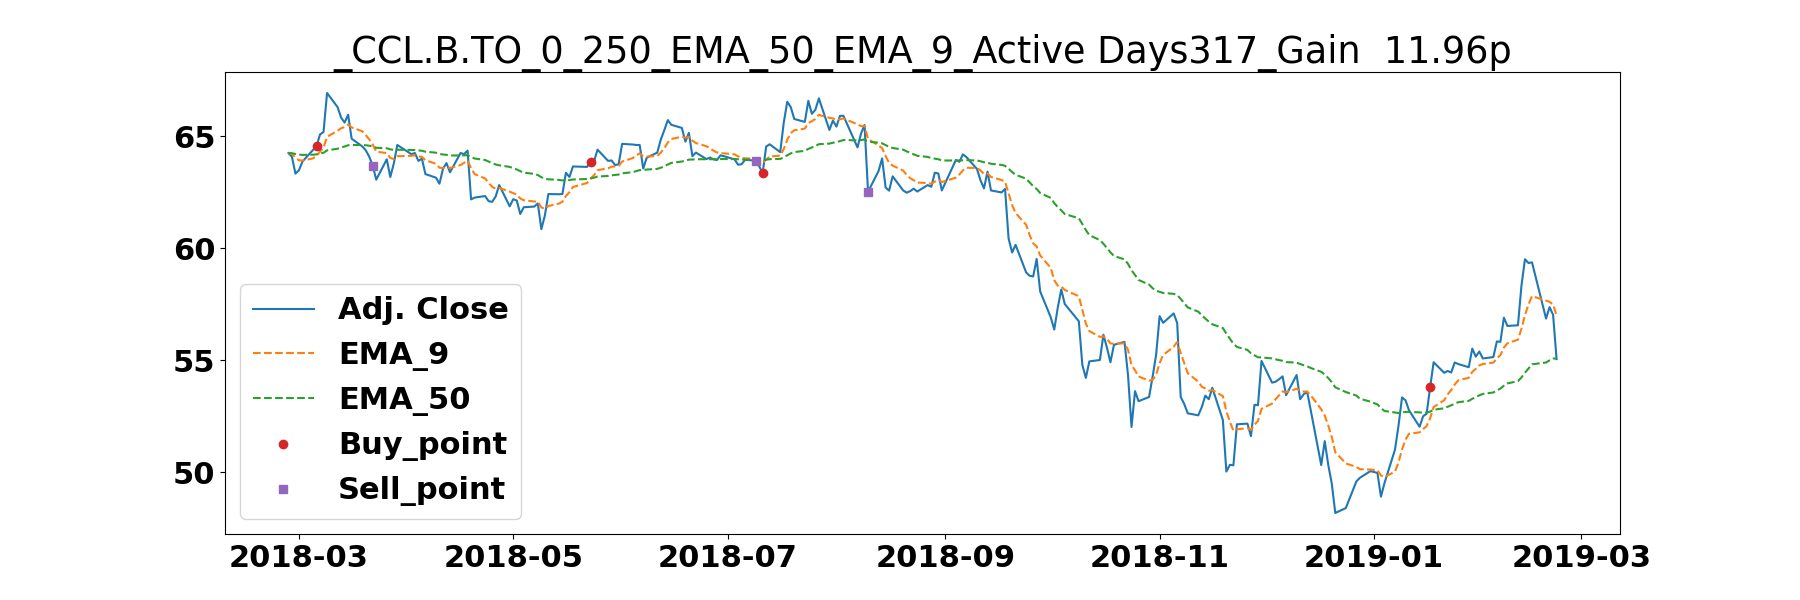 _CCL.B.TO_0_250_EMA_50_EMA_9_Active Days317_Gain  11.96p
65
60
55
50
Adj. Close
EMA_9
EMA_50
Buy_point
Sell_point
2018-03 2018-05 2018-07 2018-09 2018-11 2019-01 2019-03